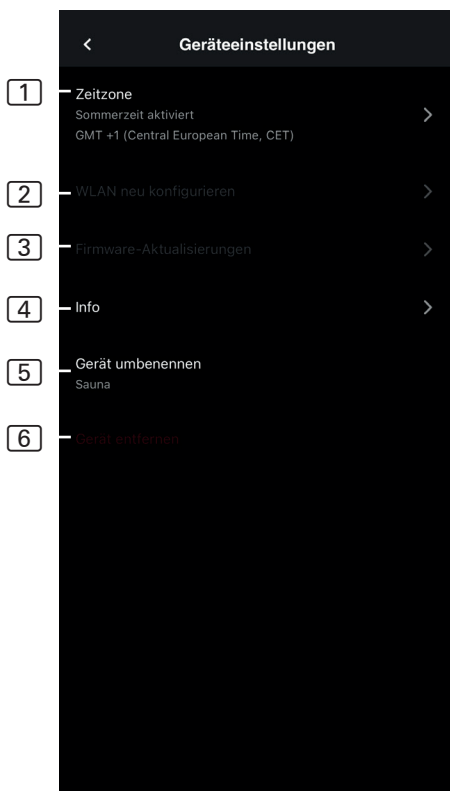 Geräteeinstellungen
1
Zeitzone
Sommerzeit aktiviert
GMT +1 (Central European Time, CET)
2
WLAN neu konfigurieren
3
Firmware-Aktualisierungen
4
Info
5
Gerät umbenennen
Sauna
6
Gerät entfernen